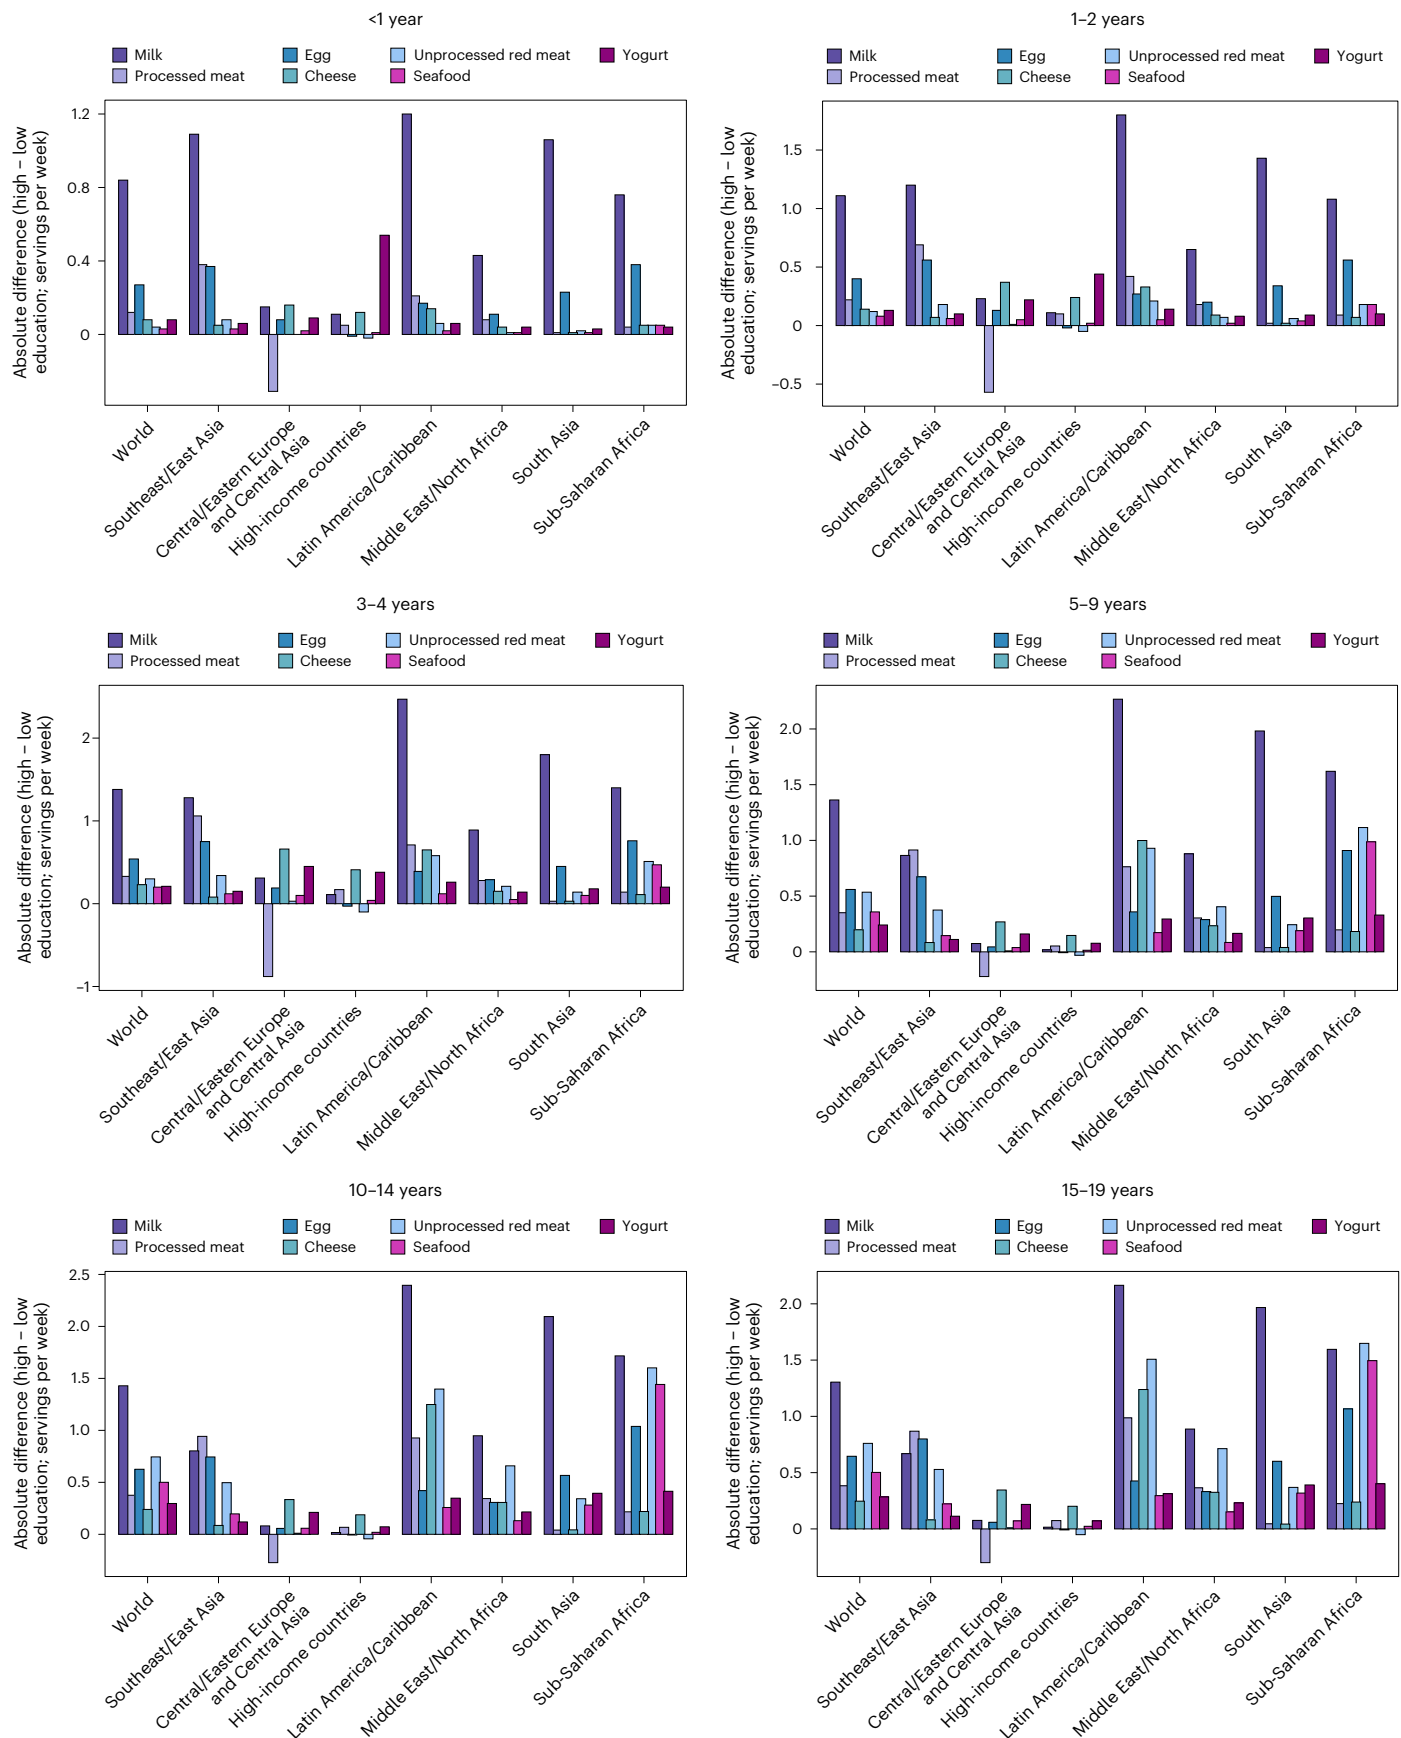 <1 year
Milk Egg Unprocessed red meat Yogurt
Processed meat Cheese Seafood
Absolute difference (high – low
education; servings per week)
1.2
0.8
0.4
0
World
Southeast/East Asia
Central/Eastern Europe
and Central Asia
High-income countries
Latin America/Caribbean
Middle East/North Africa
South Asia
Sub-Saharan Africa
1–2 years
Milk Egg Unprocessed red meat Yogurt
Processed meat Cheese Seafood
Absolute difference (high – low
education; servings per week)
1.5
1.0
0.5
0
–0.5
World
Southeast/East Asia
Central/Eastern Europe
and Central Asia
High-income countries
Latin America/Caribbean
Middle East/North Africa
South Asia
Sub-Saharan Africa
3–4 years
Milk Egg Unprocessed red meat Yogurt
Processed meat Cheese Seafood
Absolute difference (high – low
education; servings per week)
2
1
0
–1
World
Southeast/East Asia
Central/Eastern Europe
and Central Asia
High-income countries
Latin America/Caribbean
Middle East/North Africa
South Asia
Sub-Saharan Africa
5–9 years
Milk Egg Unprocessed red meat Yogurt
Processed meat Cheese Seafood
Absolute difference (high – low
education; servings per week)
2.0
1.5
1.0
0.5
0
World
Southeast/East Asia
Central/Eastern Europe
and Central Asia
High-income countries
Latin America/Caribbean
Middle East/North Africa
South Asia
Sub-Saharan Africa
10–14 years
Milk Egg Unprocessed red meat Yogurt
Processed meat Cheese Seafood
Absolute difference (high – low
education; servings per week)
2.5
2.0
1.5
1.0
0.5
0
World
Southeast/East Asia
Central/Eastern Europe
and Central Asia
High-income countries
Latin America/Caribbean
Middle East/North Africa
South Asia
Sub-Saharan Africa
15–19 years
Milk Egg Unprocessed red meat Yogurt
Processed meat Cheese Seafood
Absolute difference (high – low
education; servings per week)
2.0
1.5
1.0
0.5
0
World
Southeast/East Asia
Central/Eastern Europe
and Central Asia
High-income countries
Latin America/Caribbean
Middle East/North Africa
South Asia
Sub-Saharan Africa